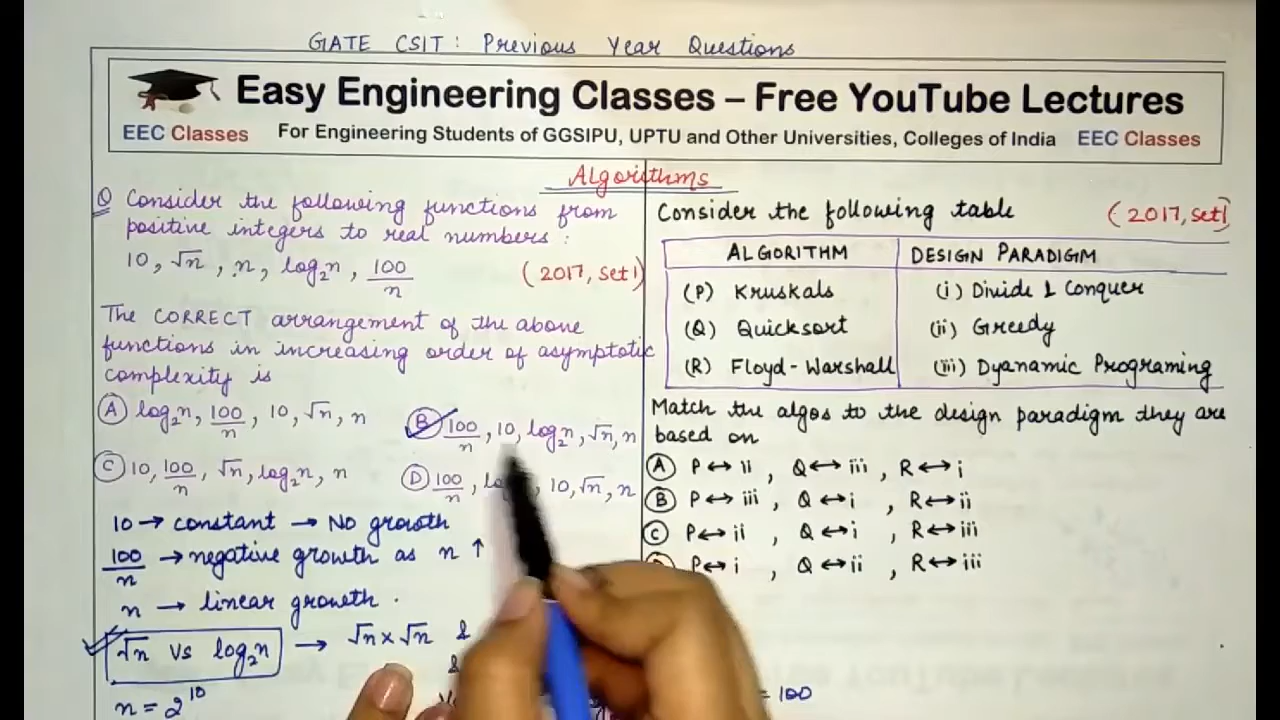 GATE CSIT: Previous Year Questions
Easy Engineering Classes – Free YouTube Lectures
EEC Classes For Engineering Students of GGSIPU, UPTU and Other Universities, Colleges of India EEC Classes
Algorithms
Q Consider the following functions from
positive integers to real numbers:
10, √n, n, log₂n, 100/n (2017, Set 1)
The CORRECT arrangement of the above
functions in increasing order of asymptotic
complexity is
(A) log₂n, 100/n, 10, √n, n (B) 100/n, 10, log₂n, √n, n
(C) 10, 100/n, √n, log₂n, n (D) 100/n, 10, √n, n
10 → constant → No growth
100/n → negative growth as n ↑
n → linear growth.
√n vs log₂n → √n × √n &
&
n = 2¹⁰
Consider the following table (2017, Set 1)
ALGORITHM DESIGN PARADIGM
(P) Kruskals (i) Divide & Conquer
(Q) Quicksort (ii) Greedy
(R) Floyd-Warshall (iii) Dyanamic Programing
Match the algos to the design paradigm they are
based on
(A) P↔ii, Q↔iii, R↔i
(B) P↔iii, Q↔i, R↔ii
(C) P↔ii, Q↔i, R↔iii
P↔i, Q↔ii, R↔iii
= 100